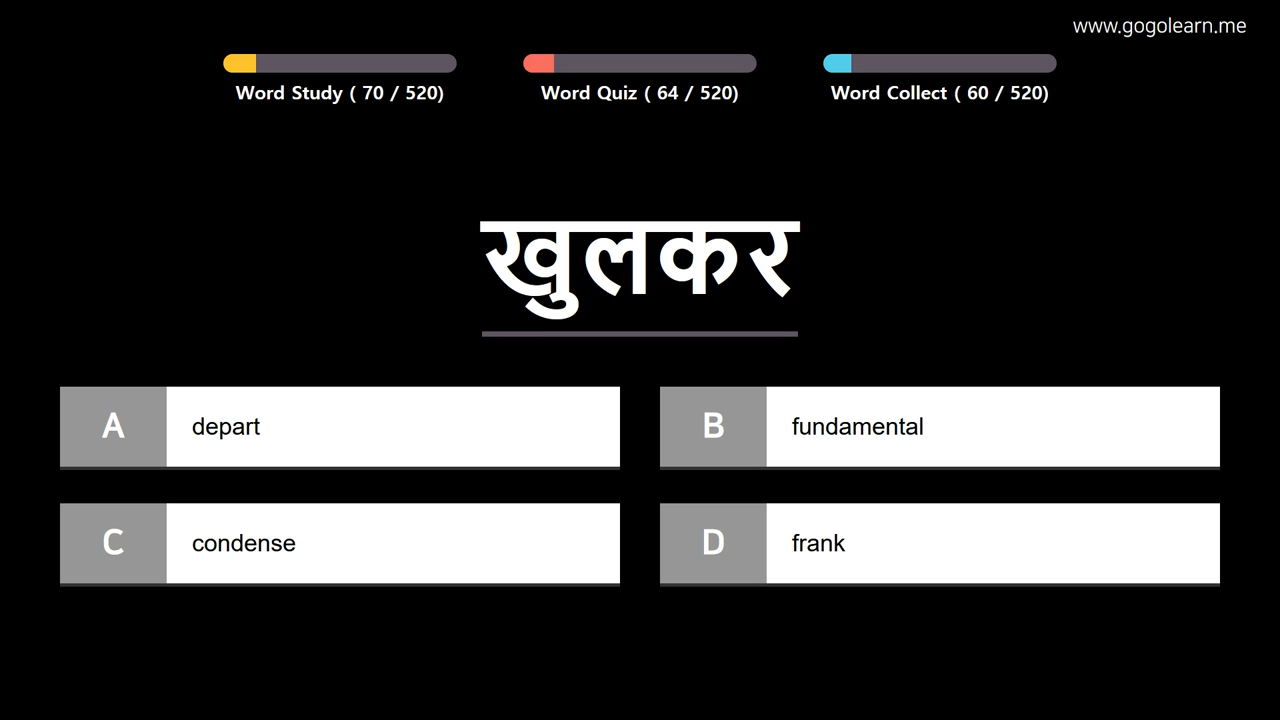 www.gogolearn.me
Word Study ( 70 / 520)
Word Quiz ( 64 / 520)
Word Collect ( 60 / 520)
खुलकर
A
depart
B
fundamental
C
condense
D
frank